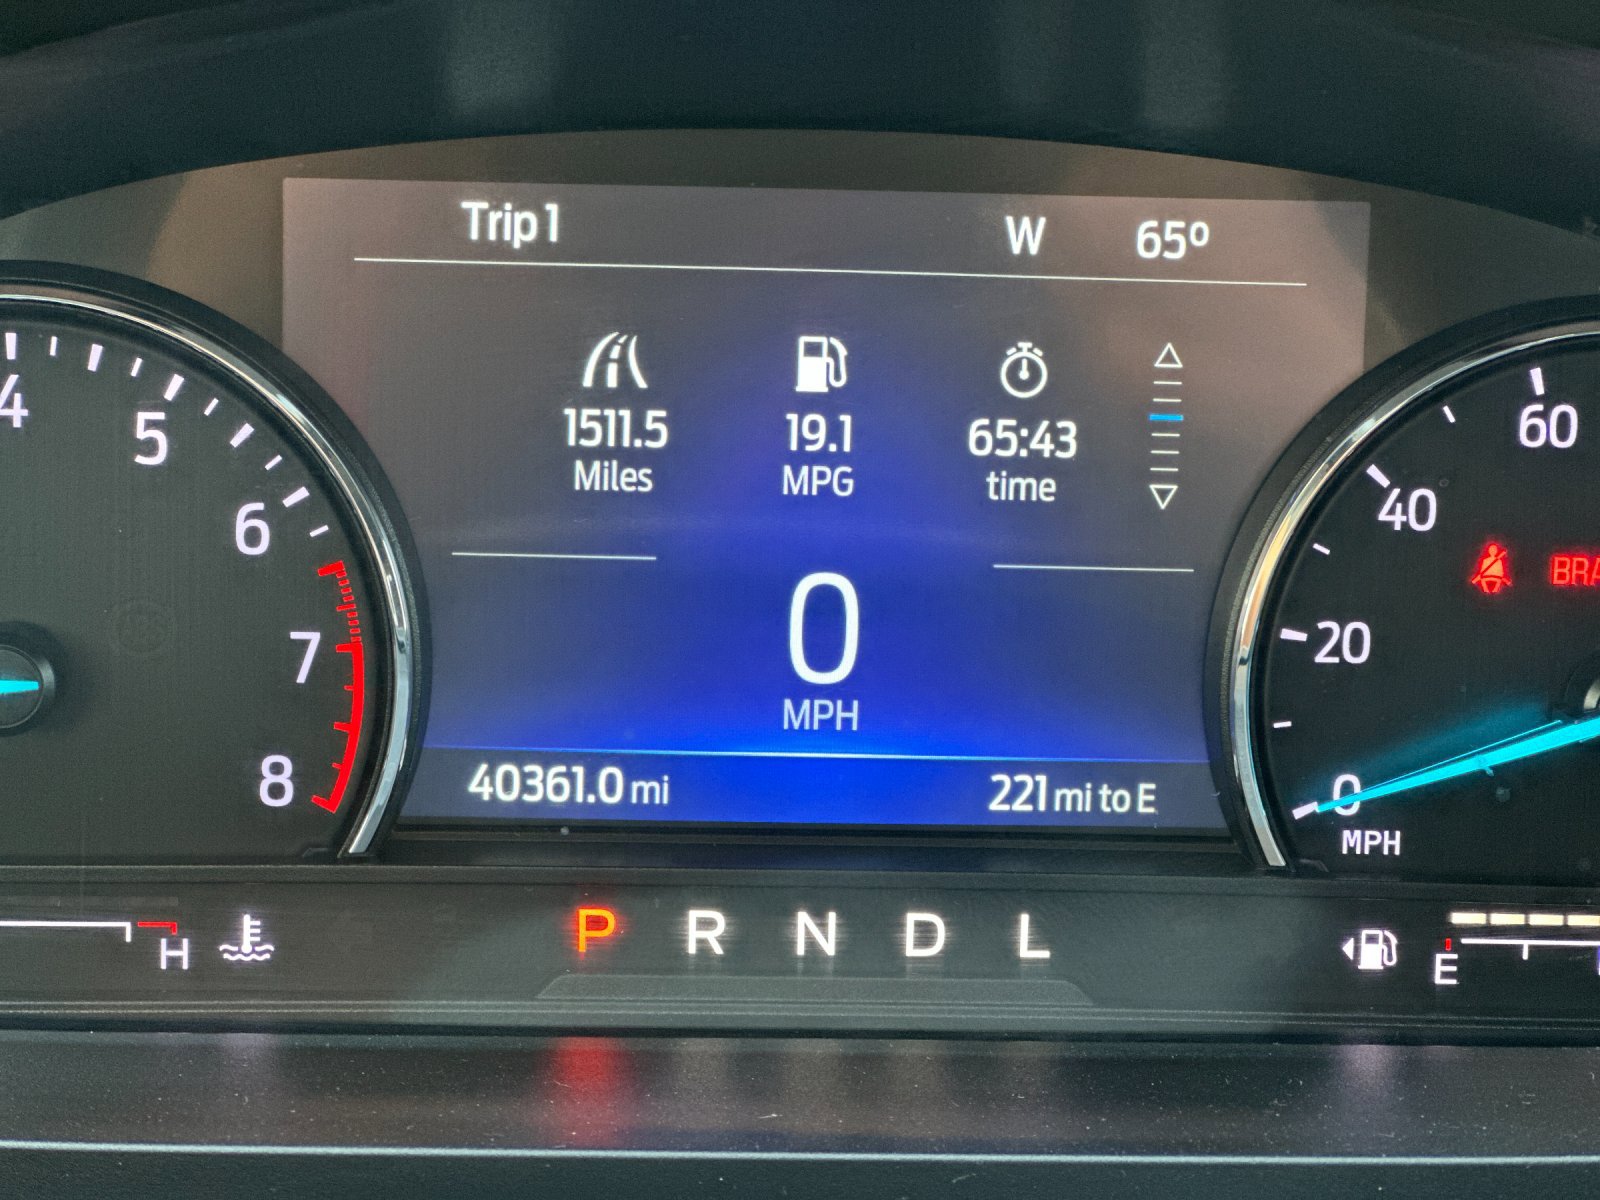 Trip 1 W 65°
1511.5 19.1 65:43
Miles MPG time
0
MPH
40361.0 mi 221 mi to E
4
5
6
7
8
60
40
20
0
MPH
H
P R N D L
E